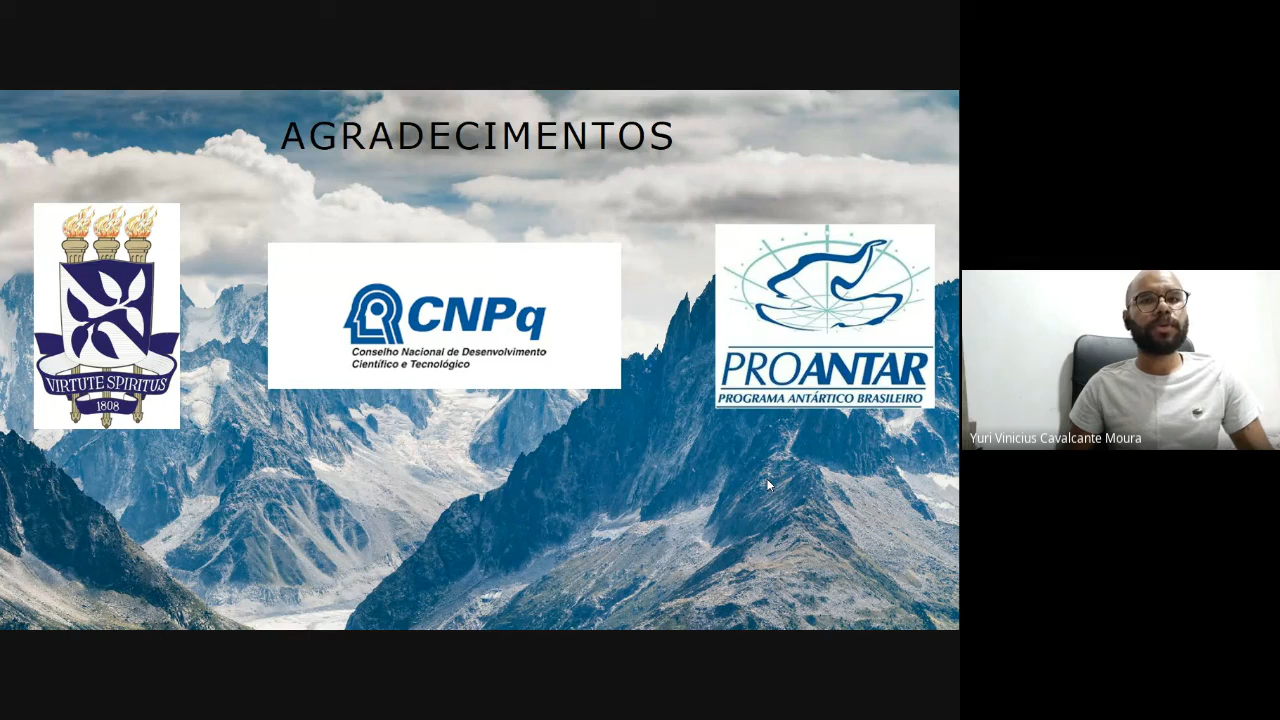 AGRADECIMENTOS
VIRTUTE SPIRITUS
1808
CNPq
Conselho Nacional de Desenvolvimento
Científico e Tecnológico
PROANTAR
PROGRAMA ANTÁRTICO BRASILEIRO
Yuri Vinicius Cavalcante Moura